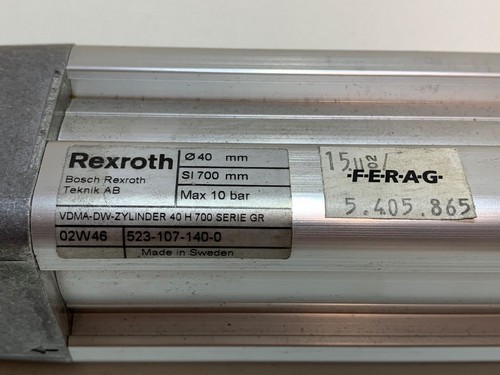 Rexroth
Bosch Rexroth
Teknik AB
Ø 40 mm
Sl 700 mm
Max 10 bar
VDMA-DW-ZYLINDER 40 H 700 SERIE GR
02W46 523-107-140-0
Made in Sweden
·F·E·R·A·G·
5.405.865